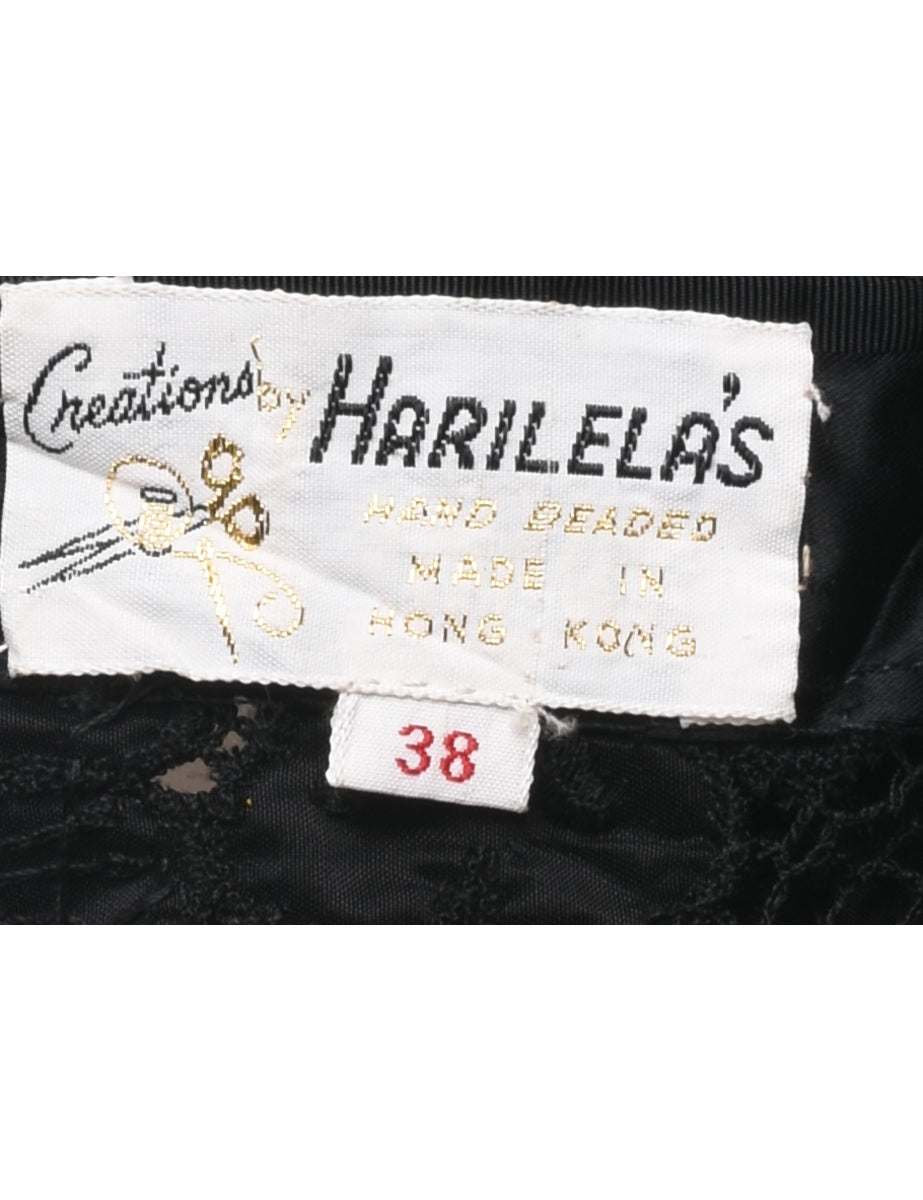 Creations by HARILELA'S
HAND BEADED
MADE IN
HONG KONG
38